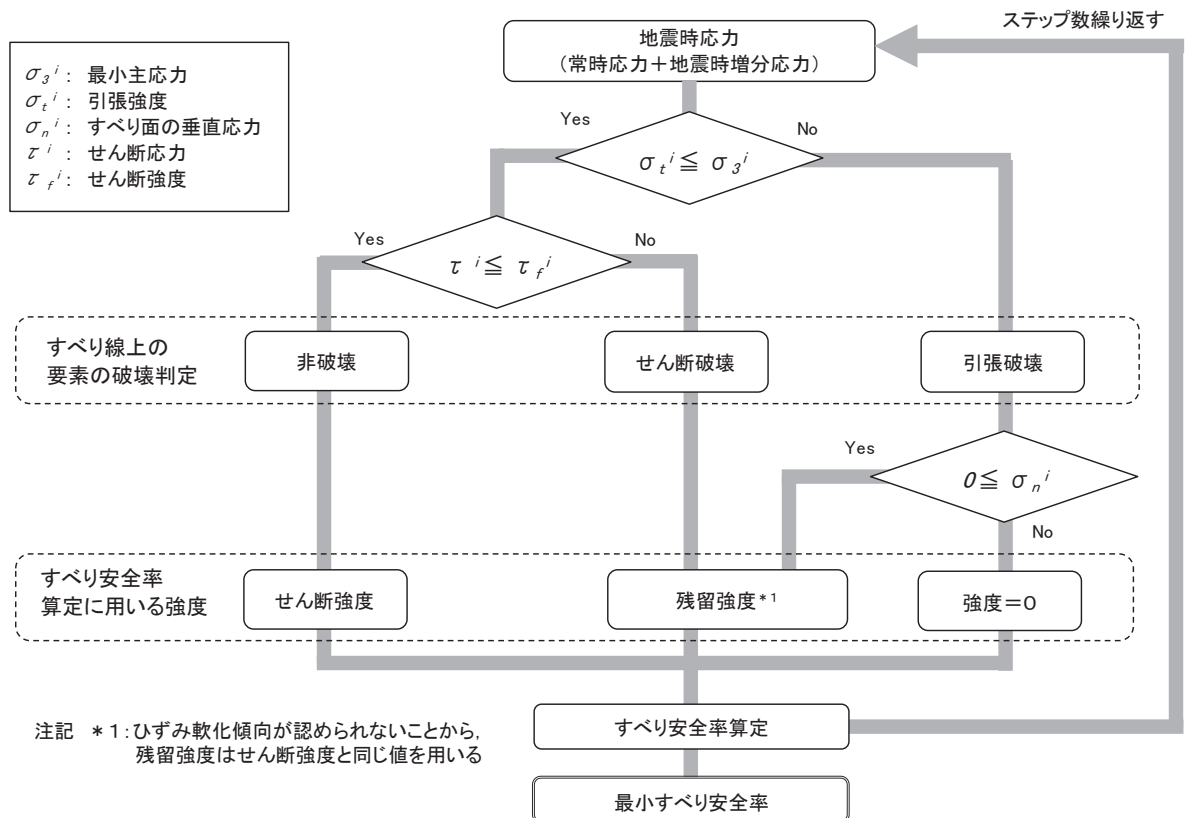 ステップ数繰り返す
地震時応力
(常時応力+地震時増分応力)
σ₃ⁱ: 最小主応力
σₜⁱ: 引張強度
σₙⁱ: すべり面の垂直応力
τⁱ: せん断応力
τ_fⁱ: せん断強度
Yes
No
σₜⁱ≦ σ₃ⁱ
Yes
No
τⁱ≦ τ_fⁱ
すべり線上の
要素の破壊判定
非破壊
せん断破壊
引張破壊
Yes
0≦ σₙⁱ
No
すべり安全率
算定に用いる強度
せん断強度
残留強度*1
強度=0
注記 *1:ひずみ軟化傾向が認められないことから,
残留強度はせん断強度と同じ値を用いる
すべり安全率算定
最小すべり安全率